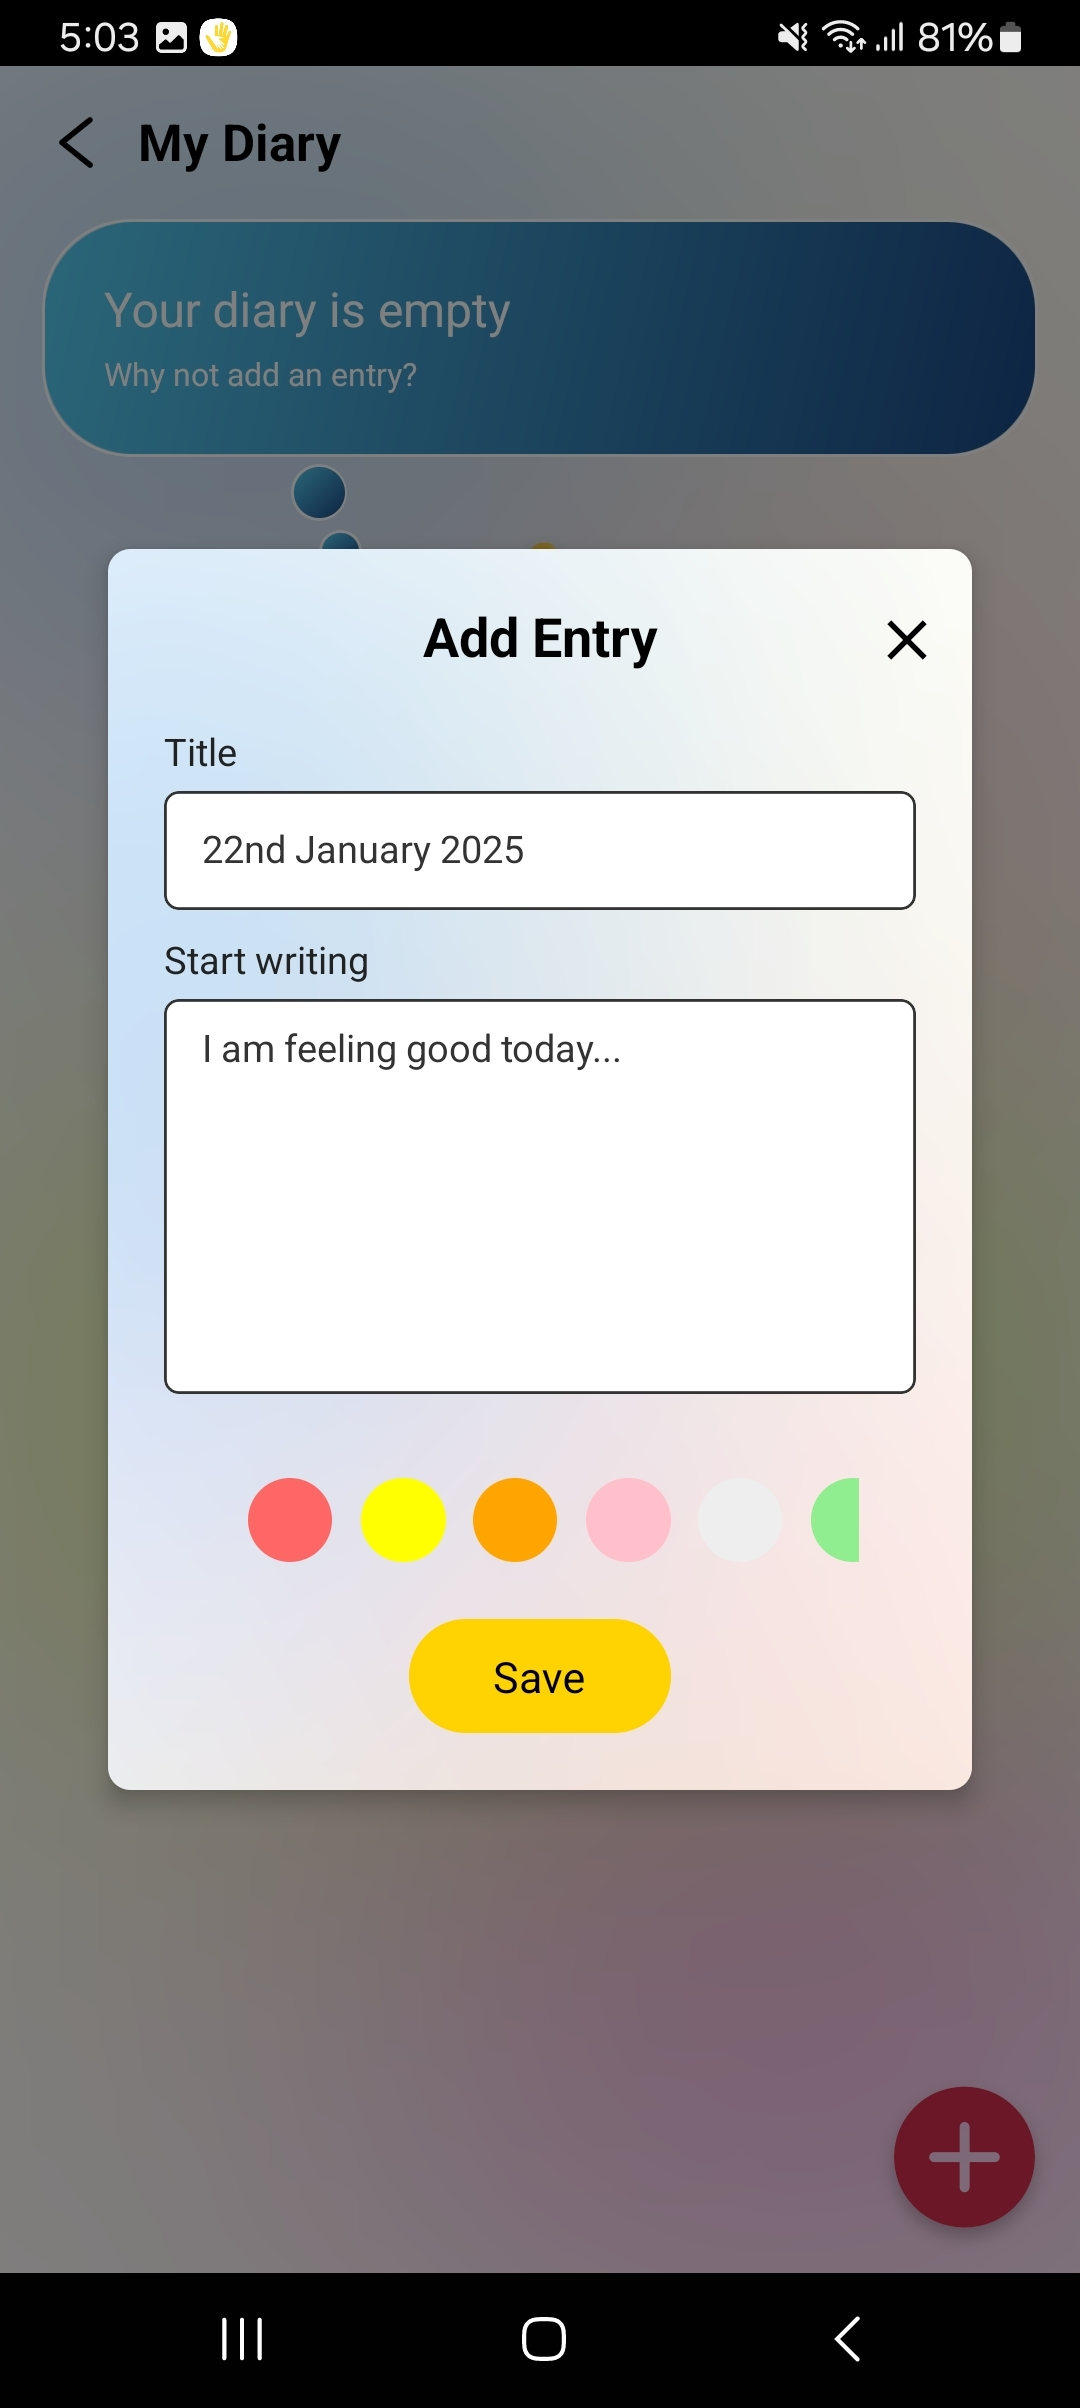 5:03 81%
My Diary
Your diary is empty
Why not add an entry?
Add Entry
Title
22nd January 2025
Start writing
I am feeling good today...
Save